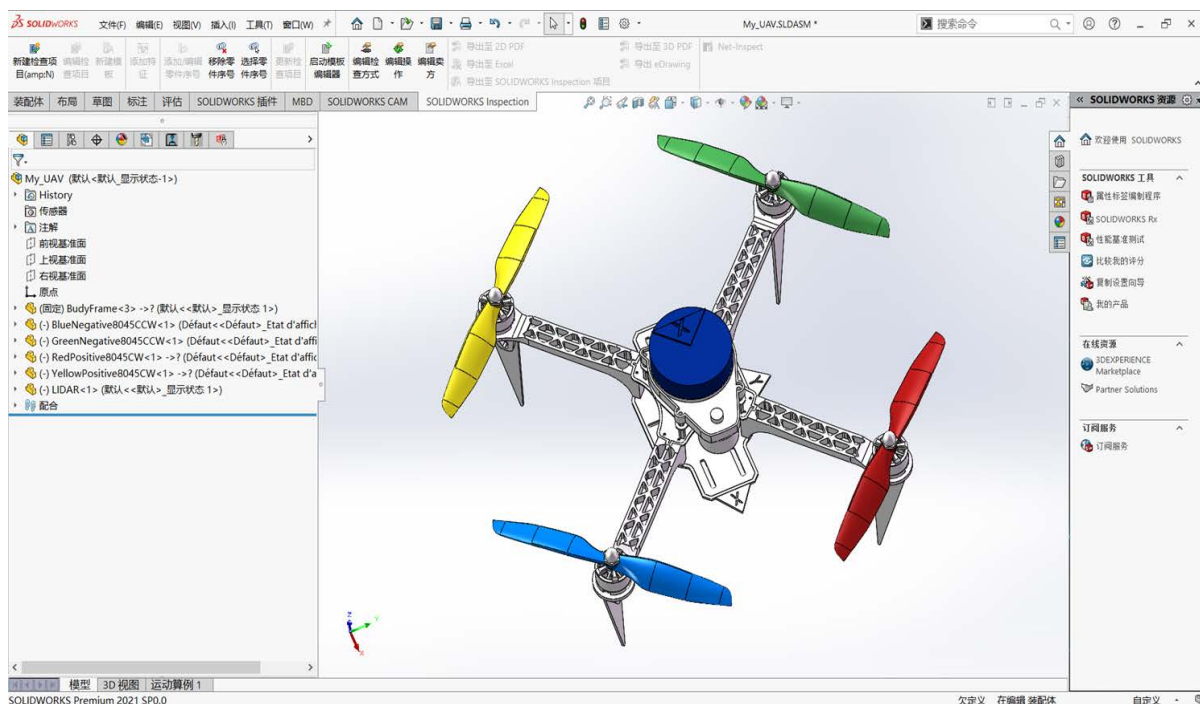 SOLIDWORKS 文件(F) 编辑(E) 视图(V) 插入(I) 工具(T) 窗口(W) My_UAV.SLDASM * 搜索命令
新建检查项目(amp;N) 编辑检查项目 新建模板 添加特征 添加/编辑零件序号 移除零件序号 选择零件序号 更新检查项目 启动模板编辑器 编辑检查方式 编辑操作 编辑卖方
导出至 2D PDF 导出至 3D PDF Net-Inspect
导出至 Excel 导出 eDrawing
导出至 SOLIDWORKS Inspection 项目
装配体 布局 草图 标注 评估 SOLIDWORKS 插件 MBD SOLIDWORKS CAM SOLIDWORKS Inspection
My_UAV (默认<默认_显示状态-1>)
History
传感器
注解
前视基准面
上视基准面
右视基准面
原点
(固定) BudyFrame<3> ->? (默认<<默认>_显示状态 1>)
(-) BlueNegative8045CCW<1> (Défaut<<Défaut>_Etat d'affich
(-) GreenNegative8045CCW<1> (Défaut<<Défaut>_Etat d'affi
(-) RedPositive8045CW<1> ->? (Défaut<<Défaut>_Etat d'affic
(-) YellowPositive8045CW<1> ->? (Défaut<<Défaut>_Etat d'a
(-) LIDAR<1> (默认<<默认>_显示状态 1>)
配合
X
Y
X
Z
Y
X
SOLIDWORKS 资源
欢迎使用 SOLIDWORKS
SOLIDWORKS 工具
属性标签编制程序
SOLIDWORKS Rx
性能基准测试
比较我的评分
复制设置向导
我的产品
在线资源
3DEXPERIENCE
Marketplace
Partner Solutions
订阅服务
订阅服务
模型 3D 视图 运动算例 1
SOLIDWORKS Premium 2021 SP0.0 欠定义 在编辑 装配体 自定义